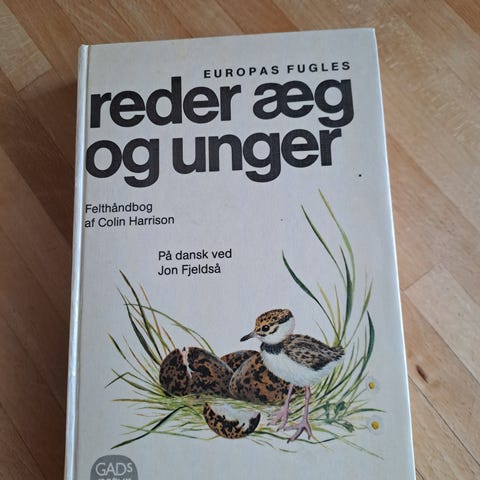 EUROPAS FUGLES
reder æg
og unger
Felthåndbog
af Colin Harrison
På dansk ved
Jon Fjeldså
GADs